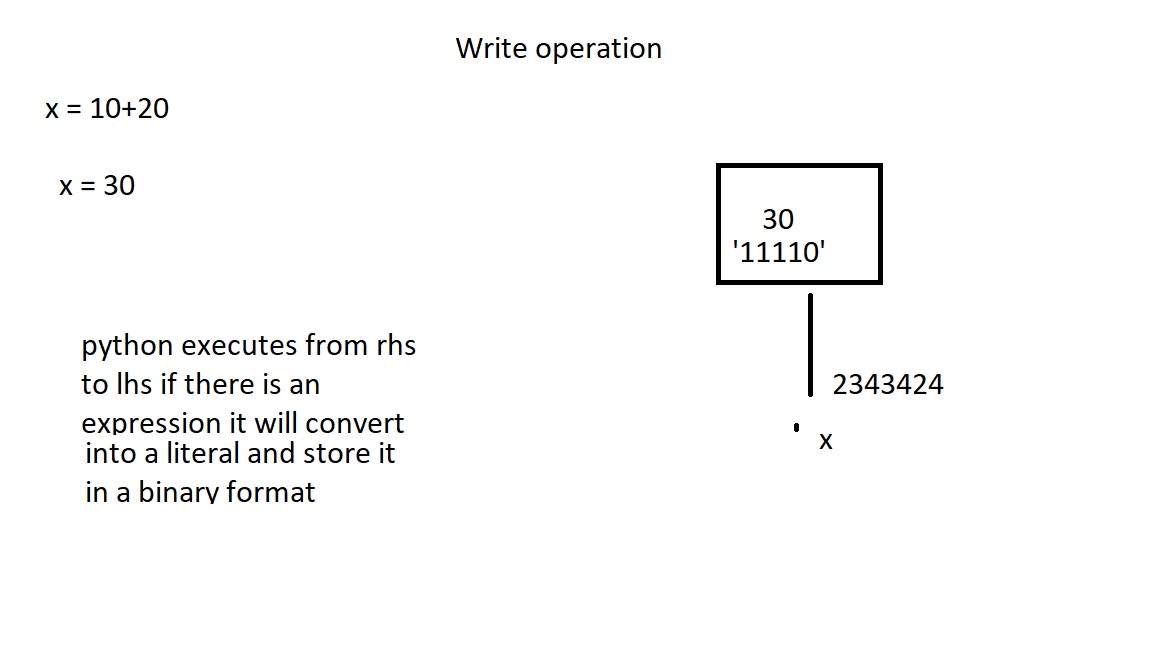 Write operation
x = 10+20
x = 30
30
'11110'
python executes from rhs
to lhs if there is an
expression it will convert
into a literal and store it
in a binary format
2343424
x